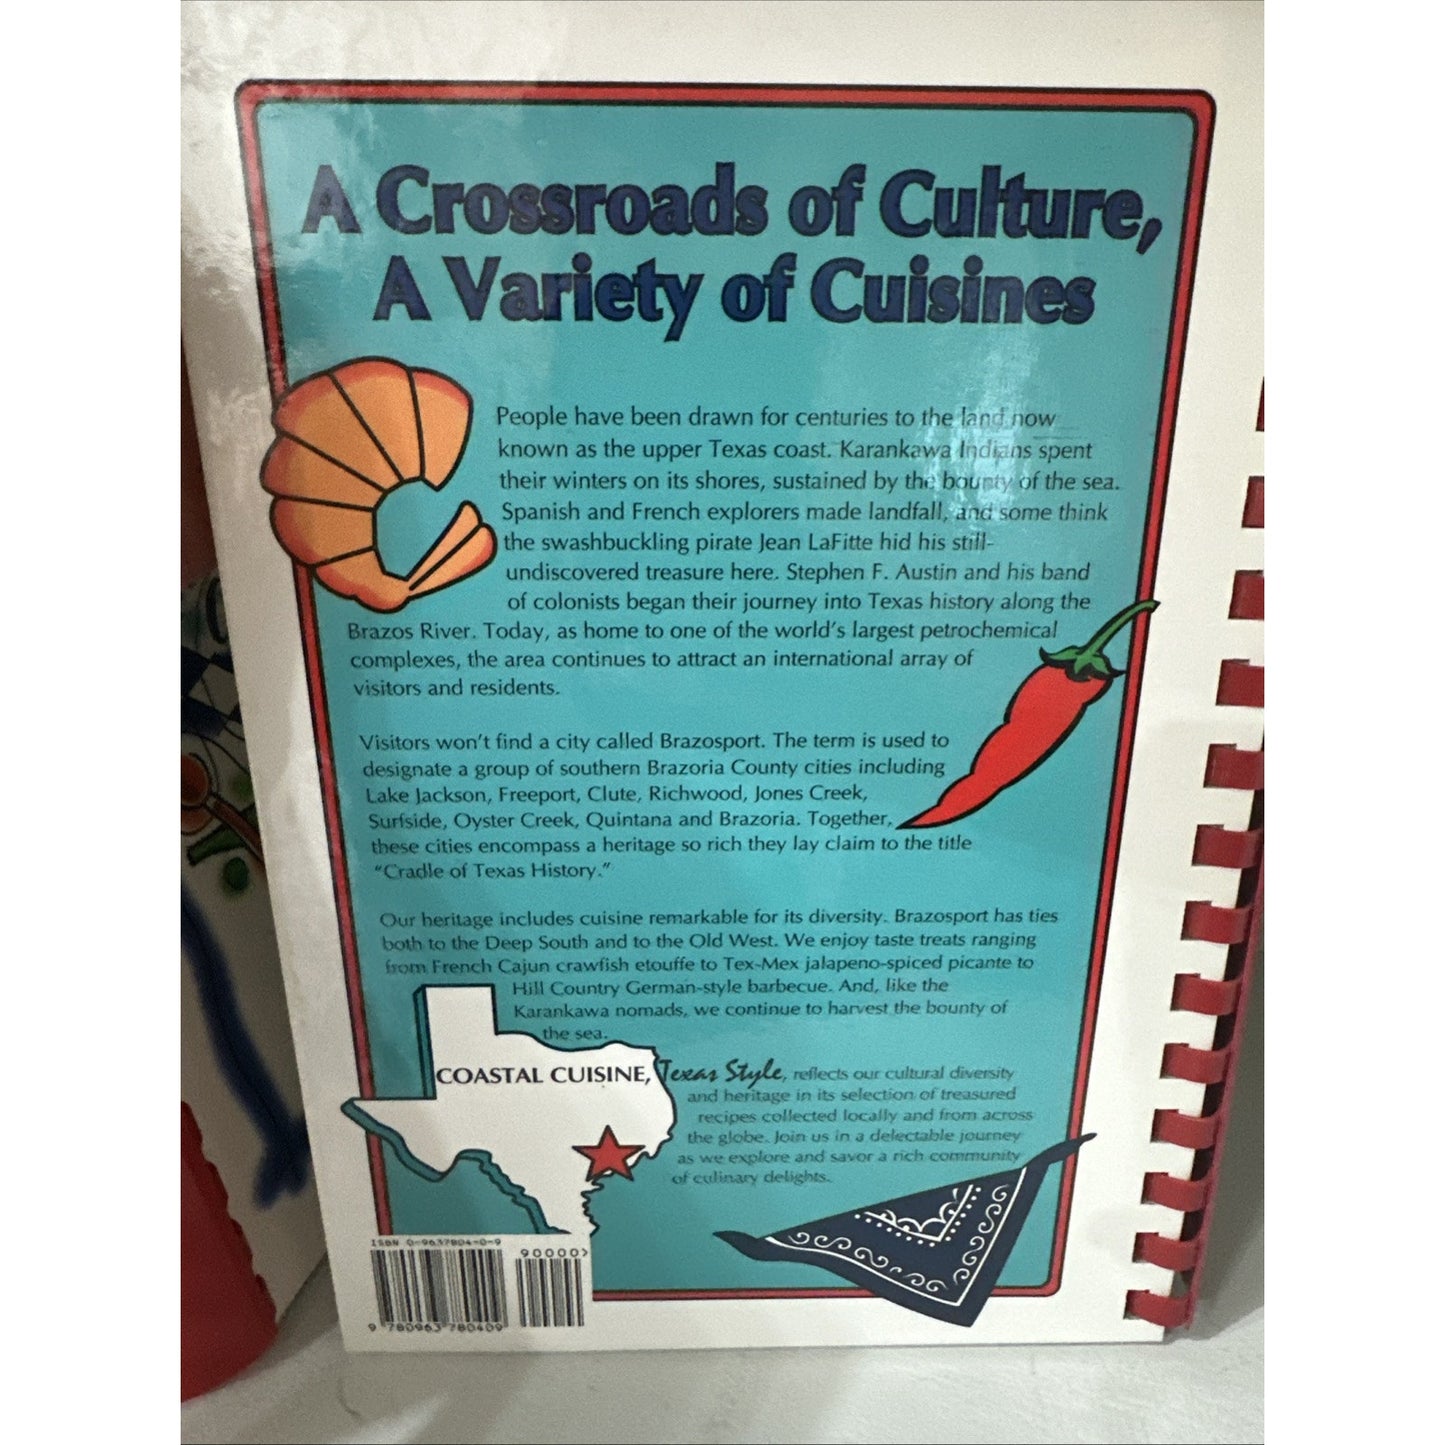 A Crossroads of Culture,
A Variety of Cuisines
People have been drawn for centuries to the land now
known as the upper Texas coast. Karankawa Indians spent
their winters on its shores, sustained by the bounty of the sea.
Spanish and French explorers made landfall, and some think
the swashbuckling pirate Jean LaFitte hid his still-
undiscovered treasure here. Stephen F. Austin and his band
of colonists began their journey into Texas history along the
Brazos River. Today, as home to one of the world's largest petrochemical
complexes, the area continues to attract an international array of
visitors and residents.
Visitors won't find a city called Brazosport. The term is used to
designate a group of southern Brazoria County cities including
Lake Jackson, Freeport, Clute, Richwood, Jones Creek,
Surfside, Oyster Creek, Quintana and Brazoria. Together,
these cities encompass a heritage so rich they lay claim to the title
"Cradle of Texas History."
Our heritage includes cuisine remarkable for its diversity. Brazosport has ties
both to the Deep South and to the Old West. We enjoy taste treats ranging
from French Cajun crawfish etouffe to Tex-Mex jalapeno-spiced picante to
Hill Country German-style barbecue. And, like the
Karankawa nomads, we continue to harvest the bounty of
the sea.
COASTAL CUISINE, Texas Style, reflects our cultural diversity
and heritage in its selection of treasured
recipes collected locally and from across
the globe. Join us in a delectable journey
as we explore and savor a rich community
of culinary delights.
ISBN 0-9637804-0-9
90000>
9 780963 780409